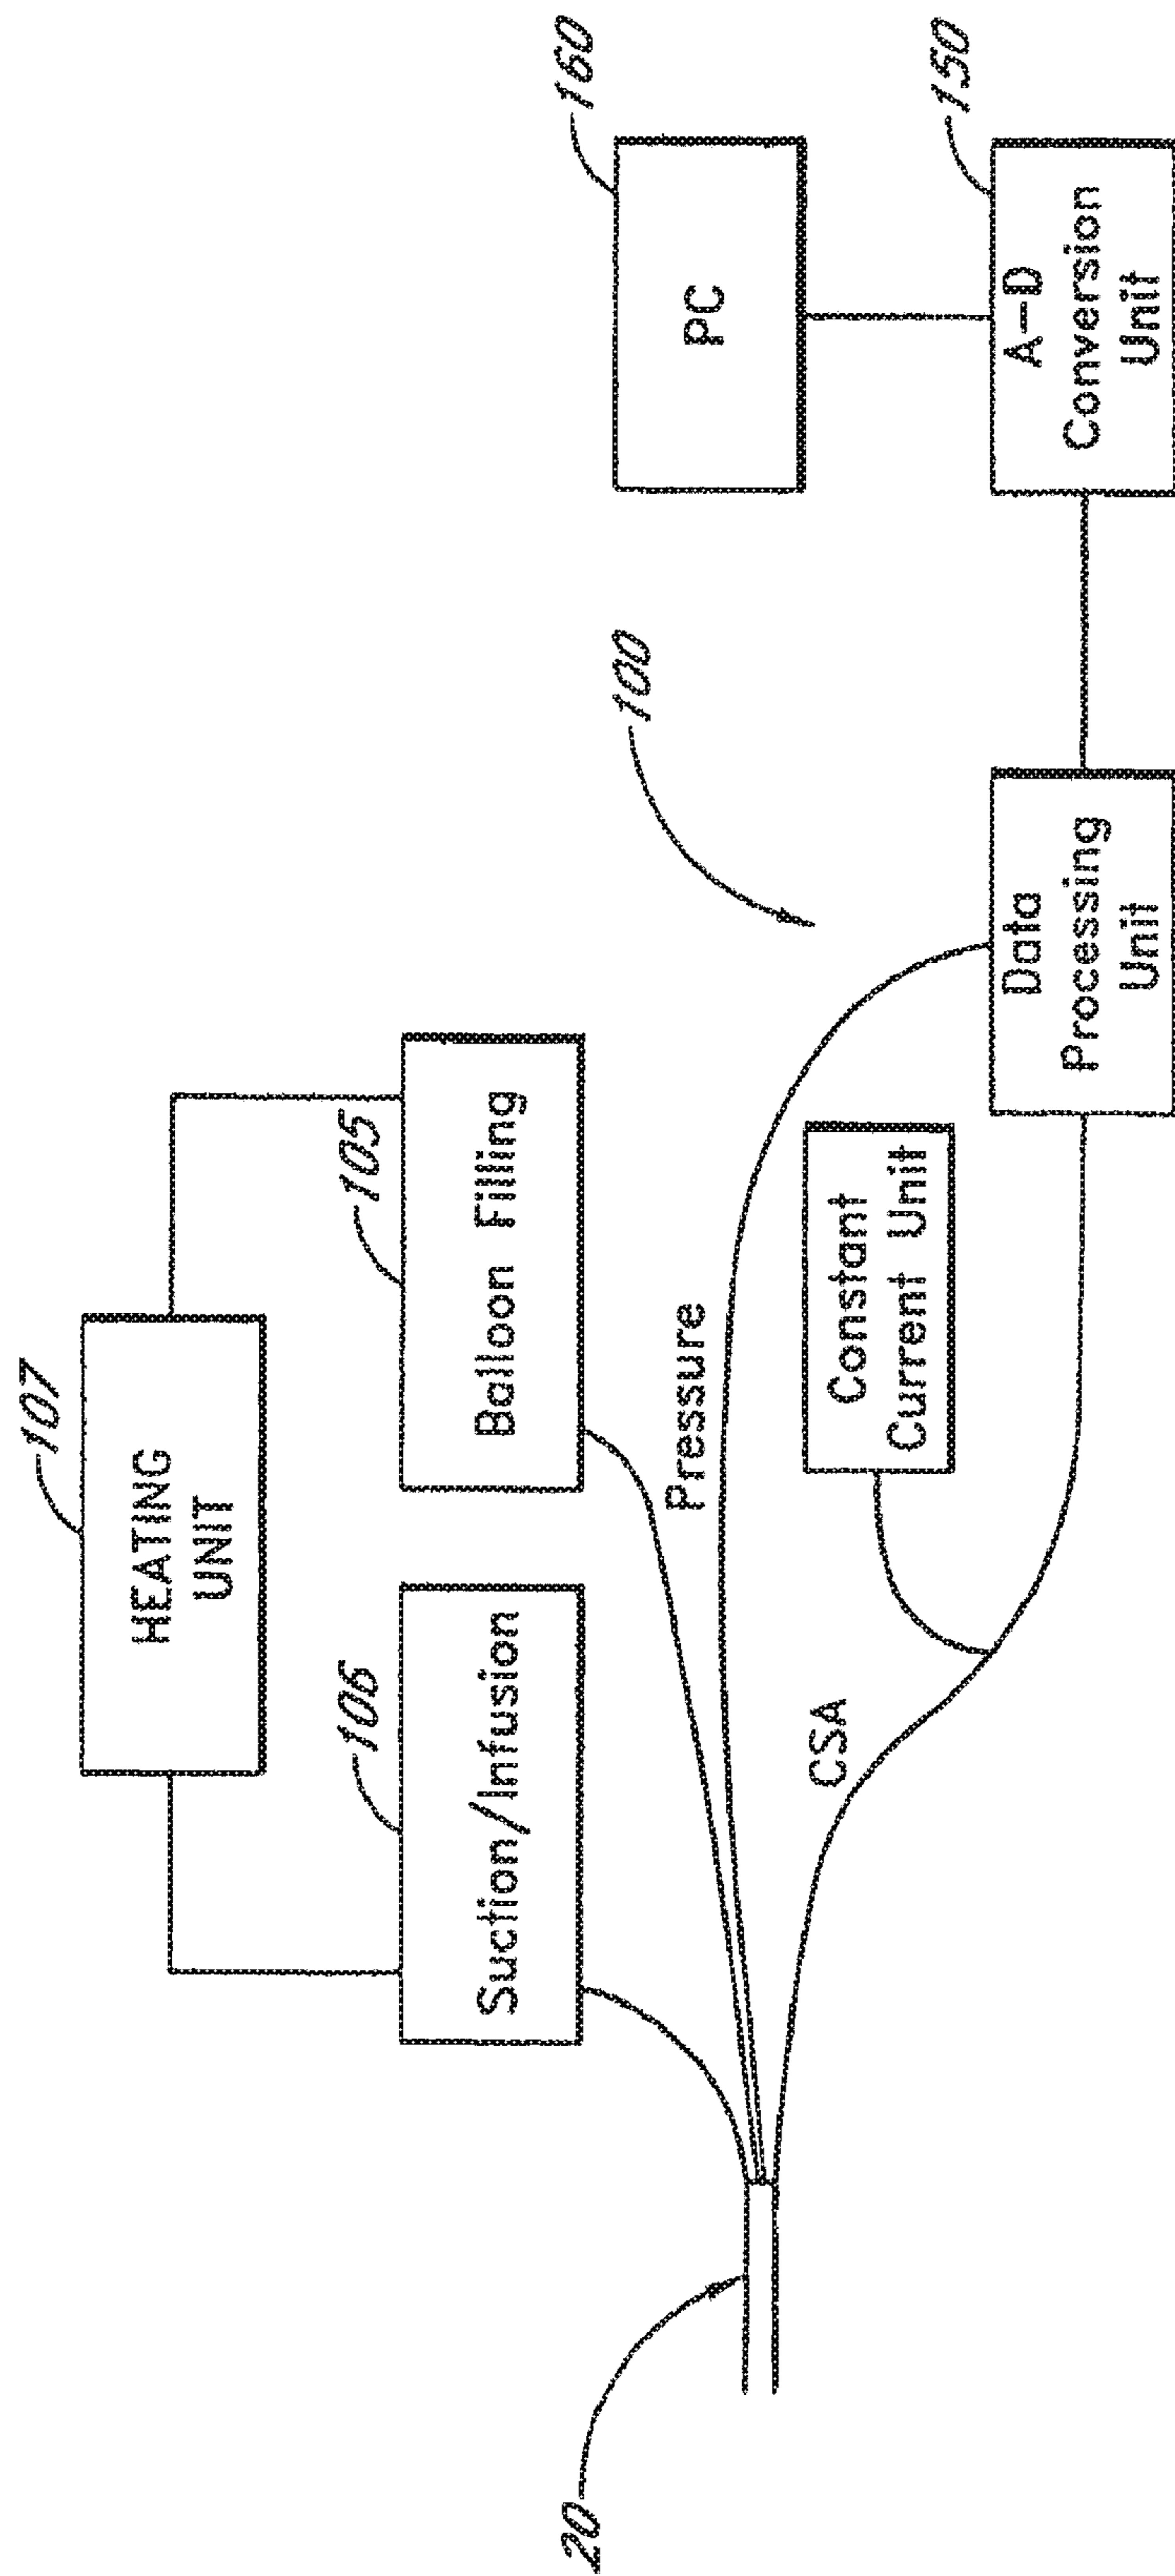 107
HEATING
UNIT
106
Suction/Infusion
105
Balloon Filling
160
PC
100
Pressure
20
CSA
Constant
Current Unit
Data
Processing
Unit
150
A-D
Conversion
Unit